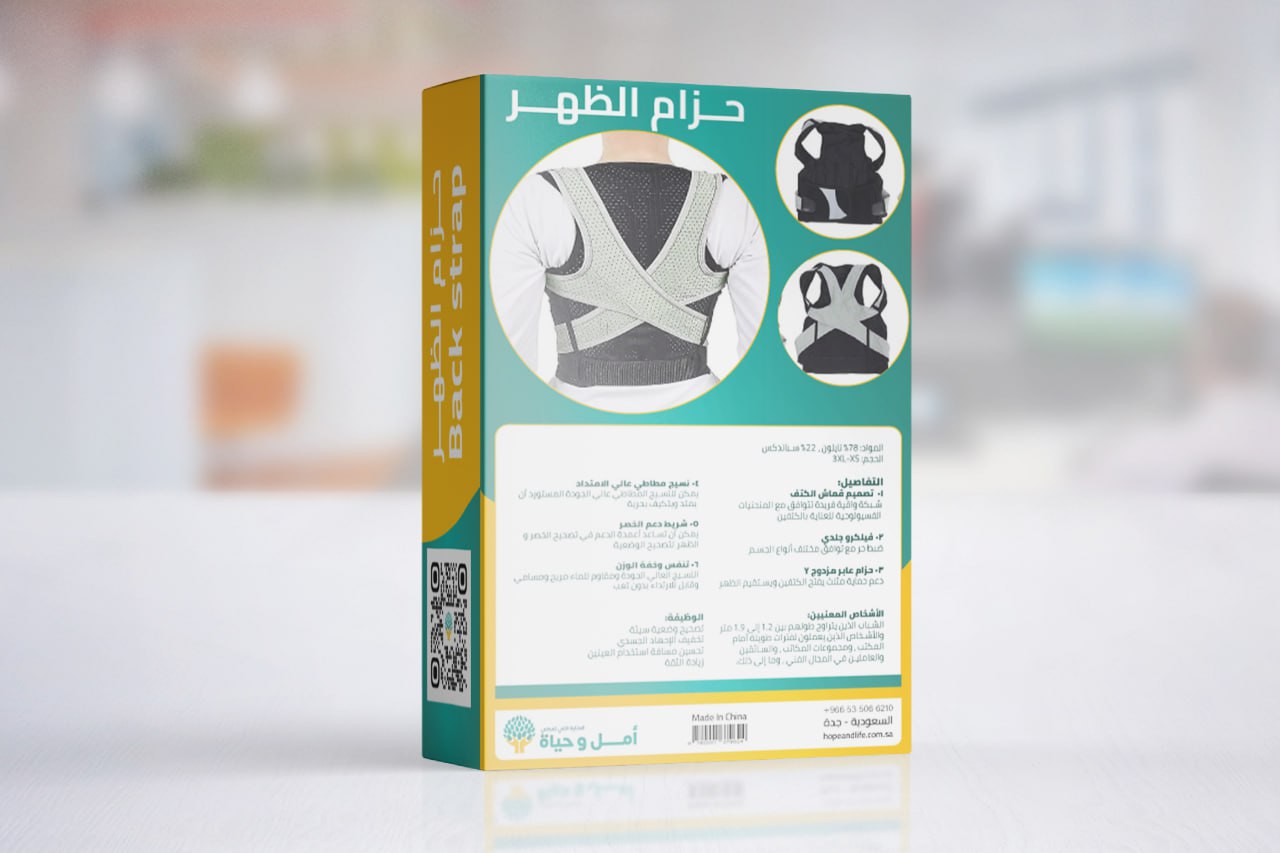 حزام الظهر
حزام الظهر
Back strap
المواد: 78% نايلون , 22% سباندكس
الحجم: 3XL-XS
التفاصيل:
١- تصميم قماش الكتف
شبكة واقية فريدة تتوافق مع المنحنيات
الفسيولوجية للعناية بالكتفين
٢- فيلكرو جلدي
ضبط حر مع توافق مختلف أنواع الجسم
٣- حزام عابر مزدوج Y
دعم حماية مثلث يفتح الكتفين ويستقيم الظهر
٤- نسيج مطاطي عالي الامتداد
يمكن للنسيج المطاطي عالي الجودة المستورد أن
يمتد ويتكيف بحرية
٥- شريط دعم الخصر
يمكن أن تساعد أعمدة الدعم في تصحيح الخصر و
الظهر لتصحيح الوضعية
٦- تنفس وخفة الوزن
النسيج العالي الجودة ومقاوم للماء مريح ومسامي
وقابل للارتداء بدون تعب
الأشخاص المعنيين:
الشباب الذين يتراوح طولهم بين 1.2 إلى 1.9 متر
والأشخاص الذين يعملون لفترات طويلة أمام
المكتب , ومجموعات المكاتب , والسائقين
والعاملين في المجال الفني , وما إلى ذلك.
الوظيفة:
تصحيح وضعية سيئة
تخفيف الإجهاد الجسدي
تحسين مسافة استخدام العينين
زيادة الثقة
أمل و حياة
Made In China
+966 53 506 6210
السعودية - جدة
hopeandlife.com.sa